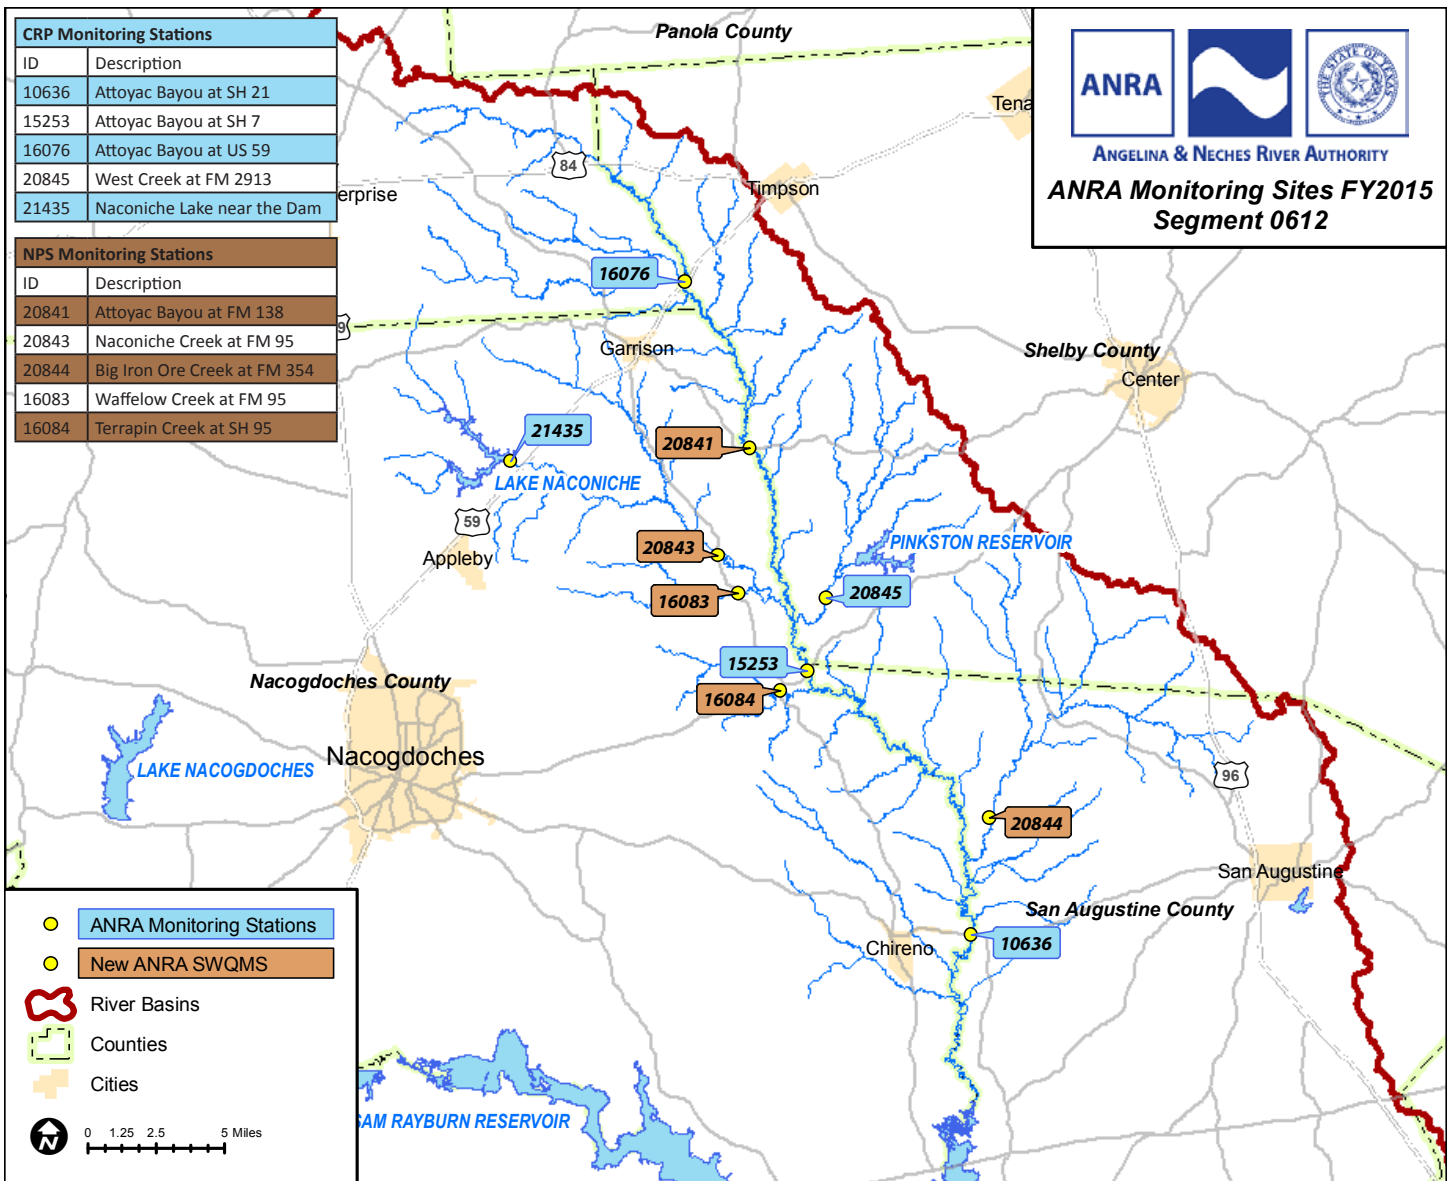 CRP Monitoring Stations
ID Description
10636 Attoyac Bayou at SH 21
15253 Attoyac Bayou at SH 7
16076 Attoyac Bayou at US 59
20845 West Creek at FM 2913
21435 Naconiche Lake near the Dam
NPS Monitoring Stations
ID Description
20841 Attoyac Bayou at FM 138
20843 Naconiche Creek at FM 95
20844 Big Iron Ore Creek at FM 354
16083 Waffelow Creek at FM 95
16084 Terrapin Creek at SH 95
ANRA
THE STATE OF TEXAS
ANGELINA & NECHES RIVER AUTHORITY
ANRA Monitoring Sites FY2015
Segment 0612
Panola County
Tena
84
Timpson
erprise
16076
9
Garrison
Shelby County
Center
21435
20841
LAKE NACONICHE
59
Appleby
20843
PINKSTON RESERVOIR
16083
20845
15253
16084
Nacogdoches County
Nacogdoches
LAKE NACOGDOCHES
96
20844
San Augustine
San Augustine County
Chireno
10636
SAM RAYBURN RESERVOIR
ANRA Monitoring Stations
New ANRA SWQMS
River Basins
Counties
Cities
N
0 1.25 2.5 5 Miles